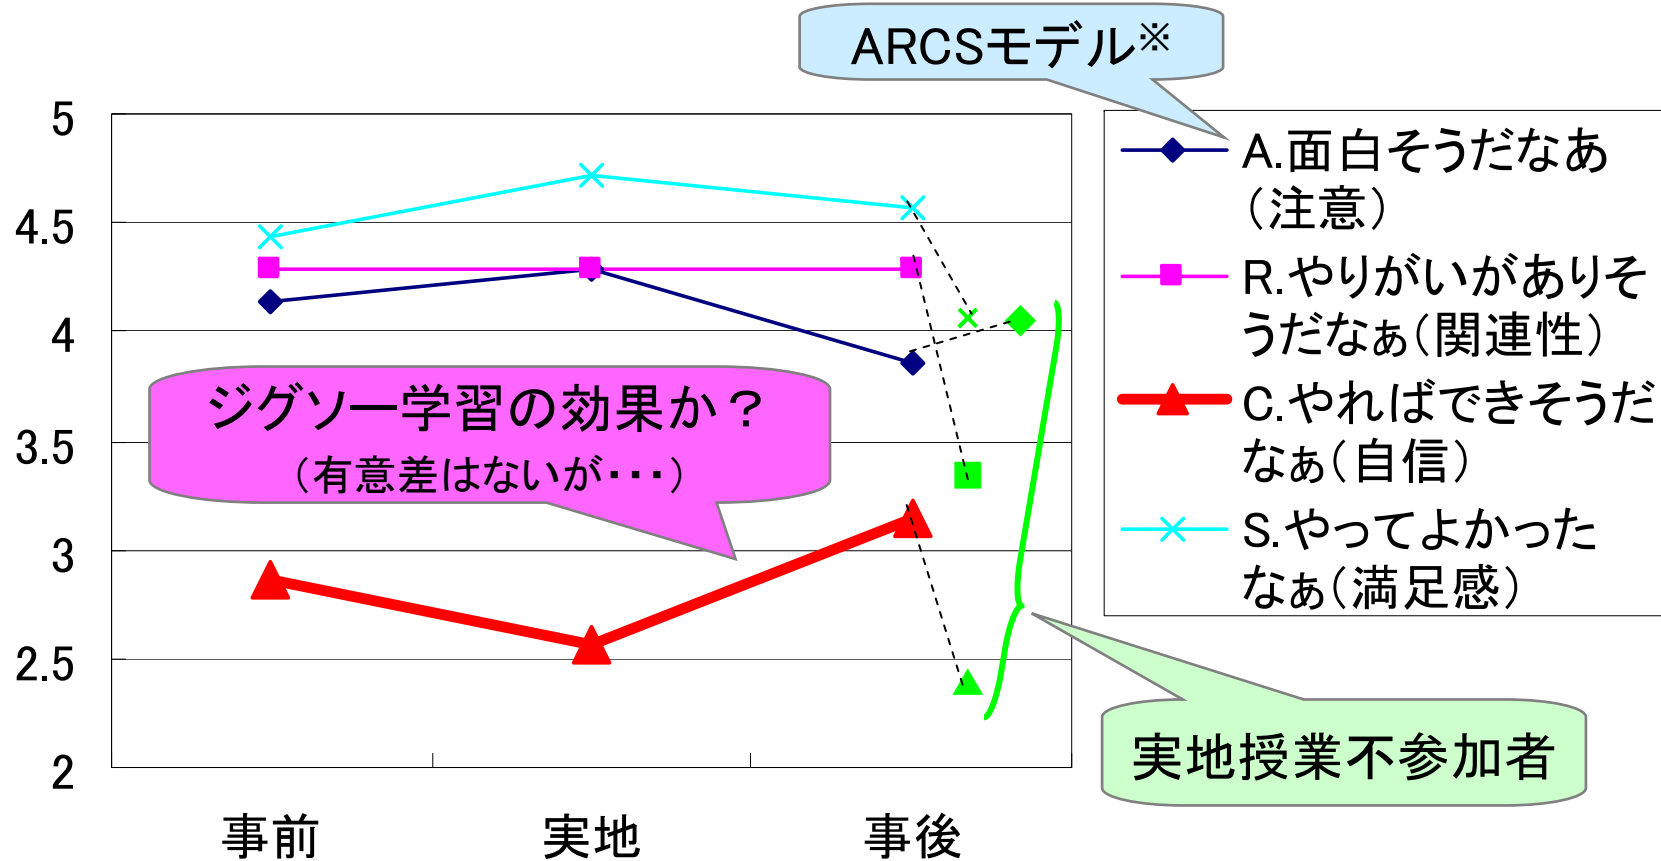 ARCSモデル※
5
4.5
4
3.5
3
2.5
2
事前
実地
事後
ジグソー学習の効果か？
（有意差はないが・・・）
A.面白そうだなあ
（注意）
R.やりがいがありそ
うだなぁ（関連性）
C.やればできそうだ
なぁ（自信）
S.やってよかった
なぁ（満足感）
実地授業不参加者